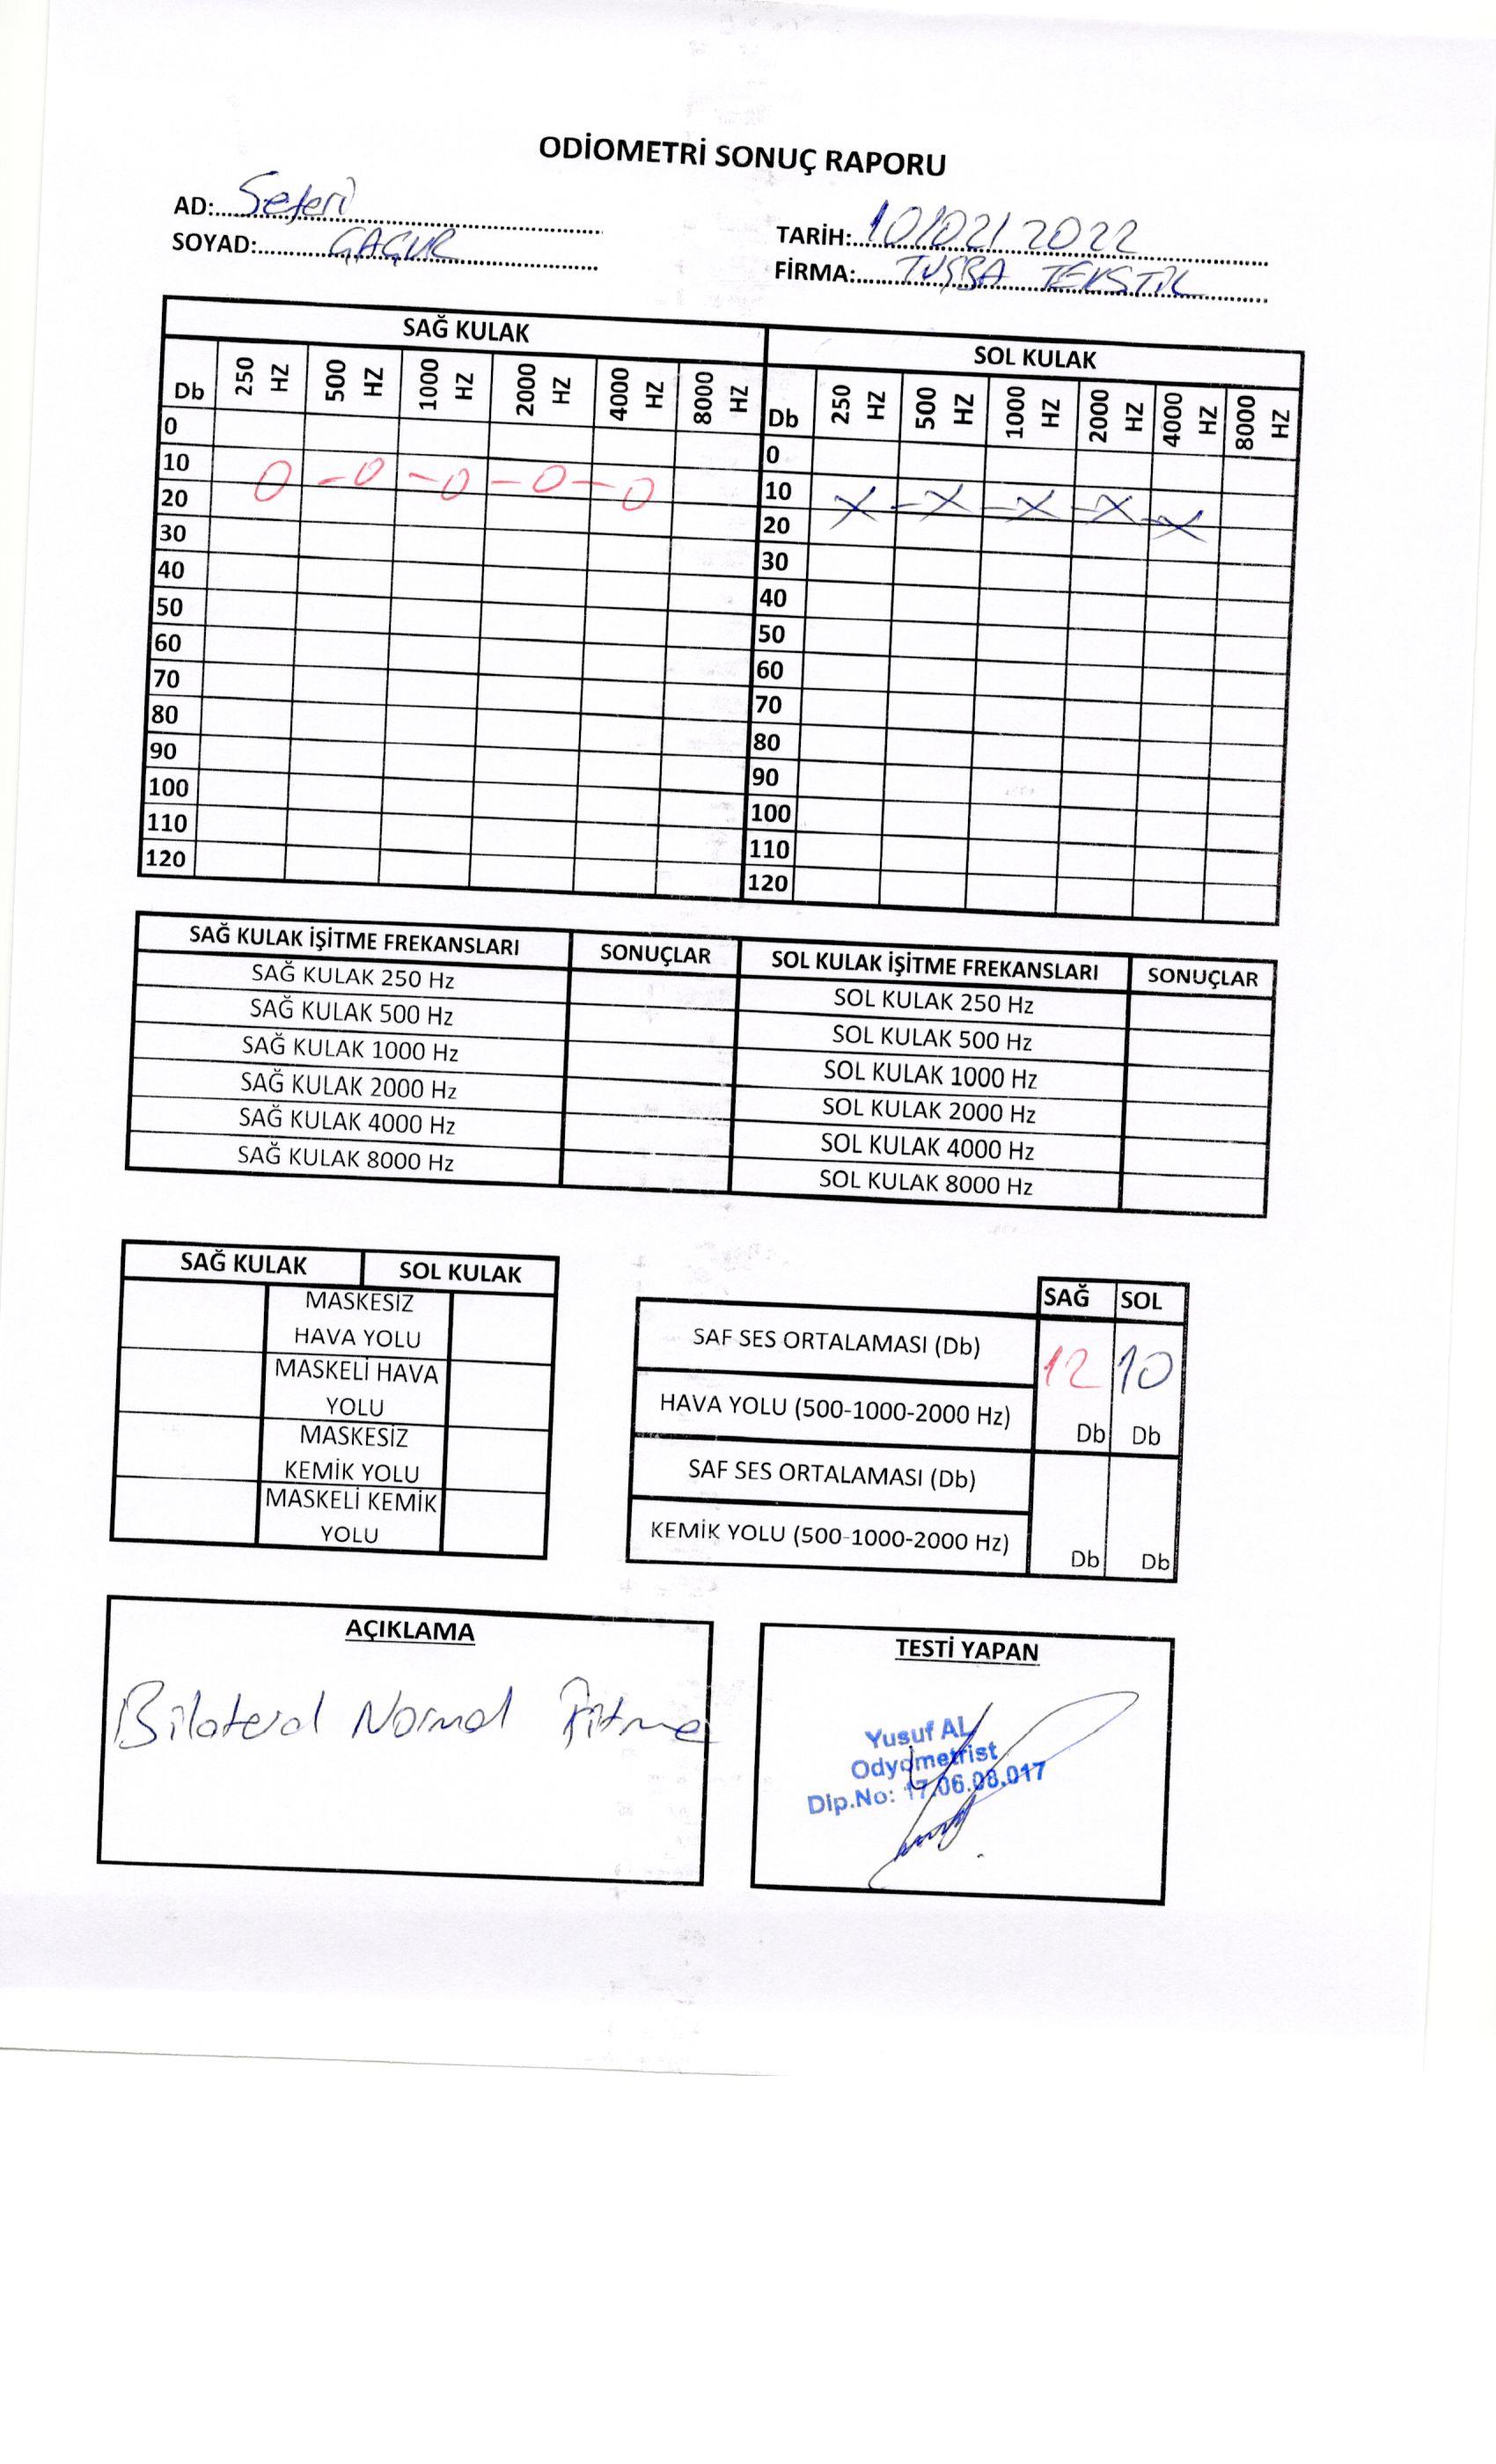 ODİOMETRİ SONUÇ RAPORU
AD: Seferi
SOYAD: ÇAÇUR
TARİH: 10/02/2022
FİRMA: TUŞBA TEKSTİL
SAĞ KULAK SOL KULAK
Db 250 HZ 500 HZ 1000 HZ 2000 HZ 4000 HZ 8000 HZ Db 250 HZ 500 HZ 1000 HZ 2000 HZ 4000 HZ 8000 HZ
0 0
10 0 - 0 - 0 - 0 - 0 10 X - X - X - X - X
20 20
30 30
40 40
50 50
60 60
70 70
80 80
90 90
100 100
110 110
120 120
SAĞ KULAK İŞİTME FREKANSLARI SONUÇLAR SOL KULAK İŞİTME FREKANSLARI SONUÇLAR
SAĞ KULAK 250 Hz SOL KULAK 250 Hz
SAĞ KULAK 500 Hz SOL KULAK 500 Hz
SAĞ KULAK 1000 Hz SOL KULAK 1000 Hz
SAĞ KULAK 2000 Hz SOL KULAK 2000 Hz
SAĞ KULAK 4000 Hz SOL KULAK 4000 Hz
SAĞ KULAK 8000 Hz SOL KULAK 8000 Hz
SAĞ KULAK SOL KULAK
MASKESİZ
HAVA YOLU
MASKELİ HAVA
YOLU
MASKESİZ
KEMİK YOLU
MASKELİ KEMİK
YOLU
SAĞ SOL
SAF SES ORTALAMASI (Db) 12 10
HAVA YOLU (500-1000-2000 Hz) Db Db
SAF SES ORTALAMASI (Db)
KEMİK YOLU (500-1000-2000 Hz) Db Db
AÇIKLAMA
Bilateral Normal İşitme
TESTİ YAPAN
Yusuf AL
Odyometrist
Dip.No: 17.06.08.017